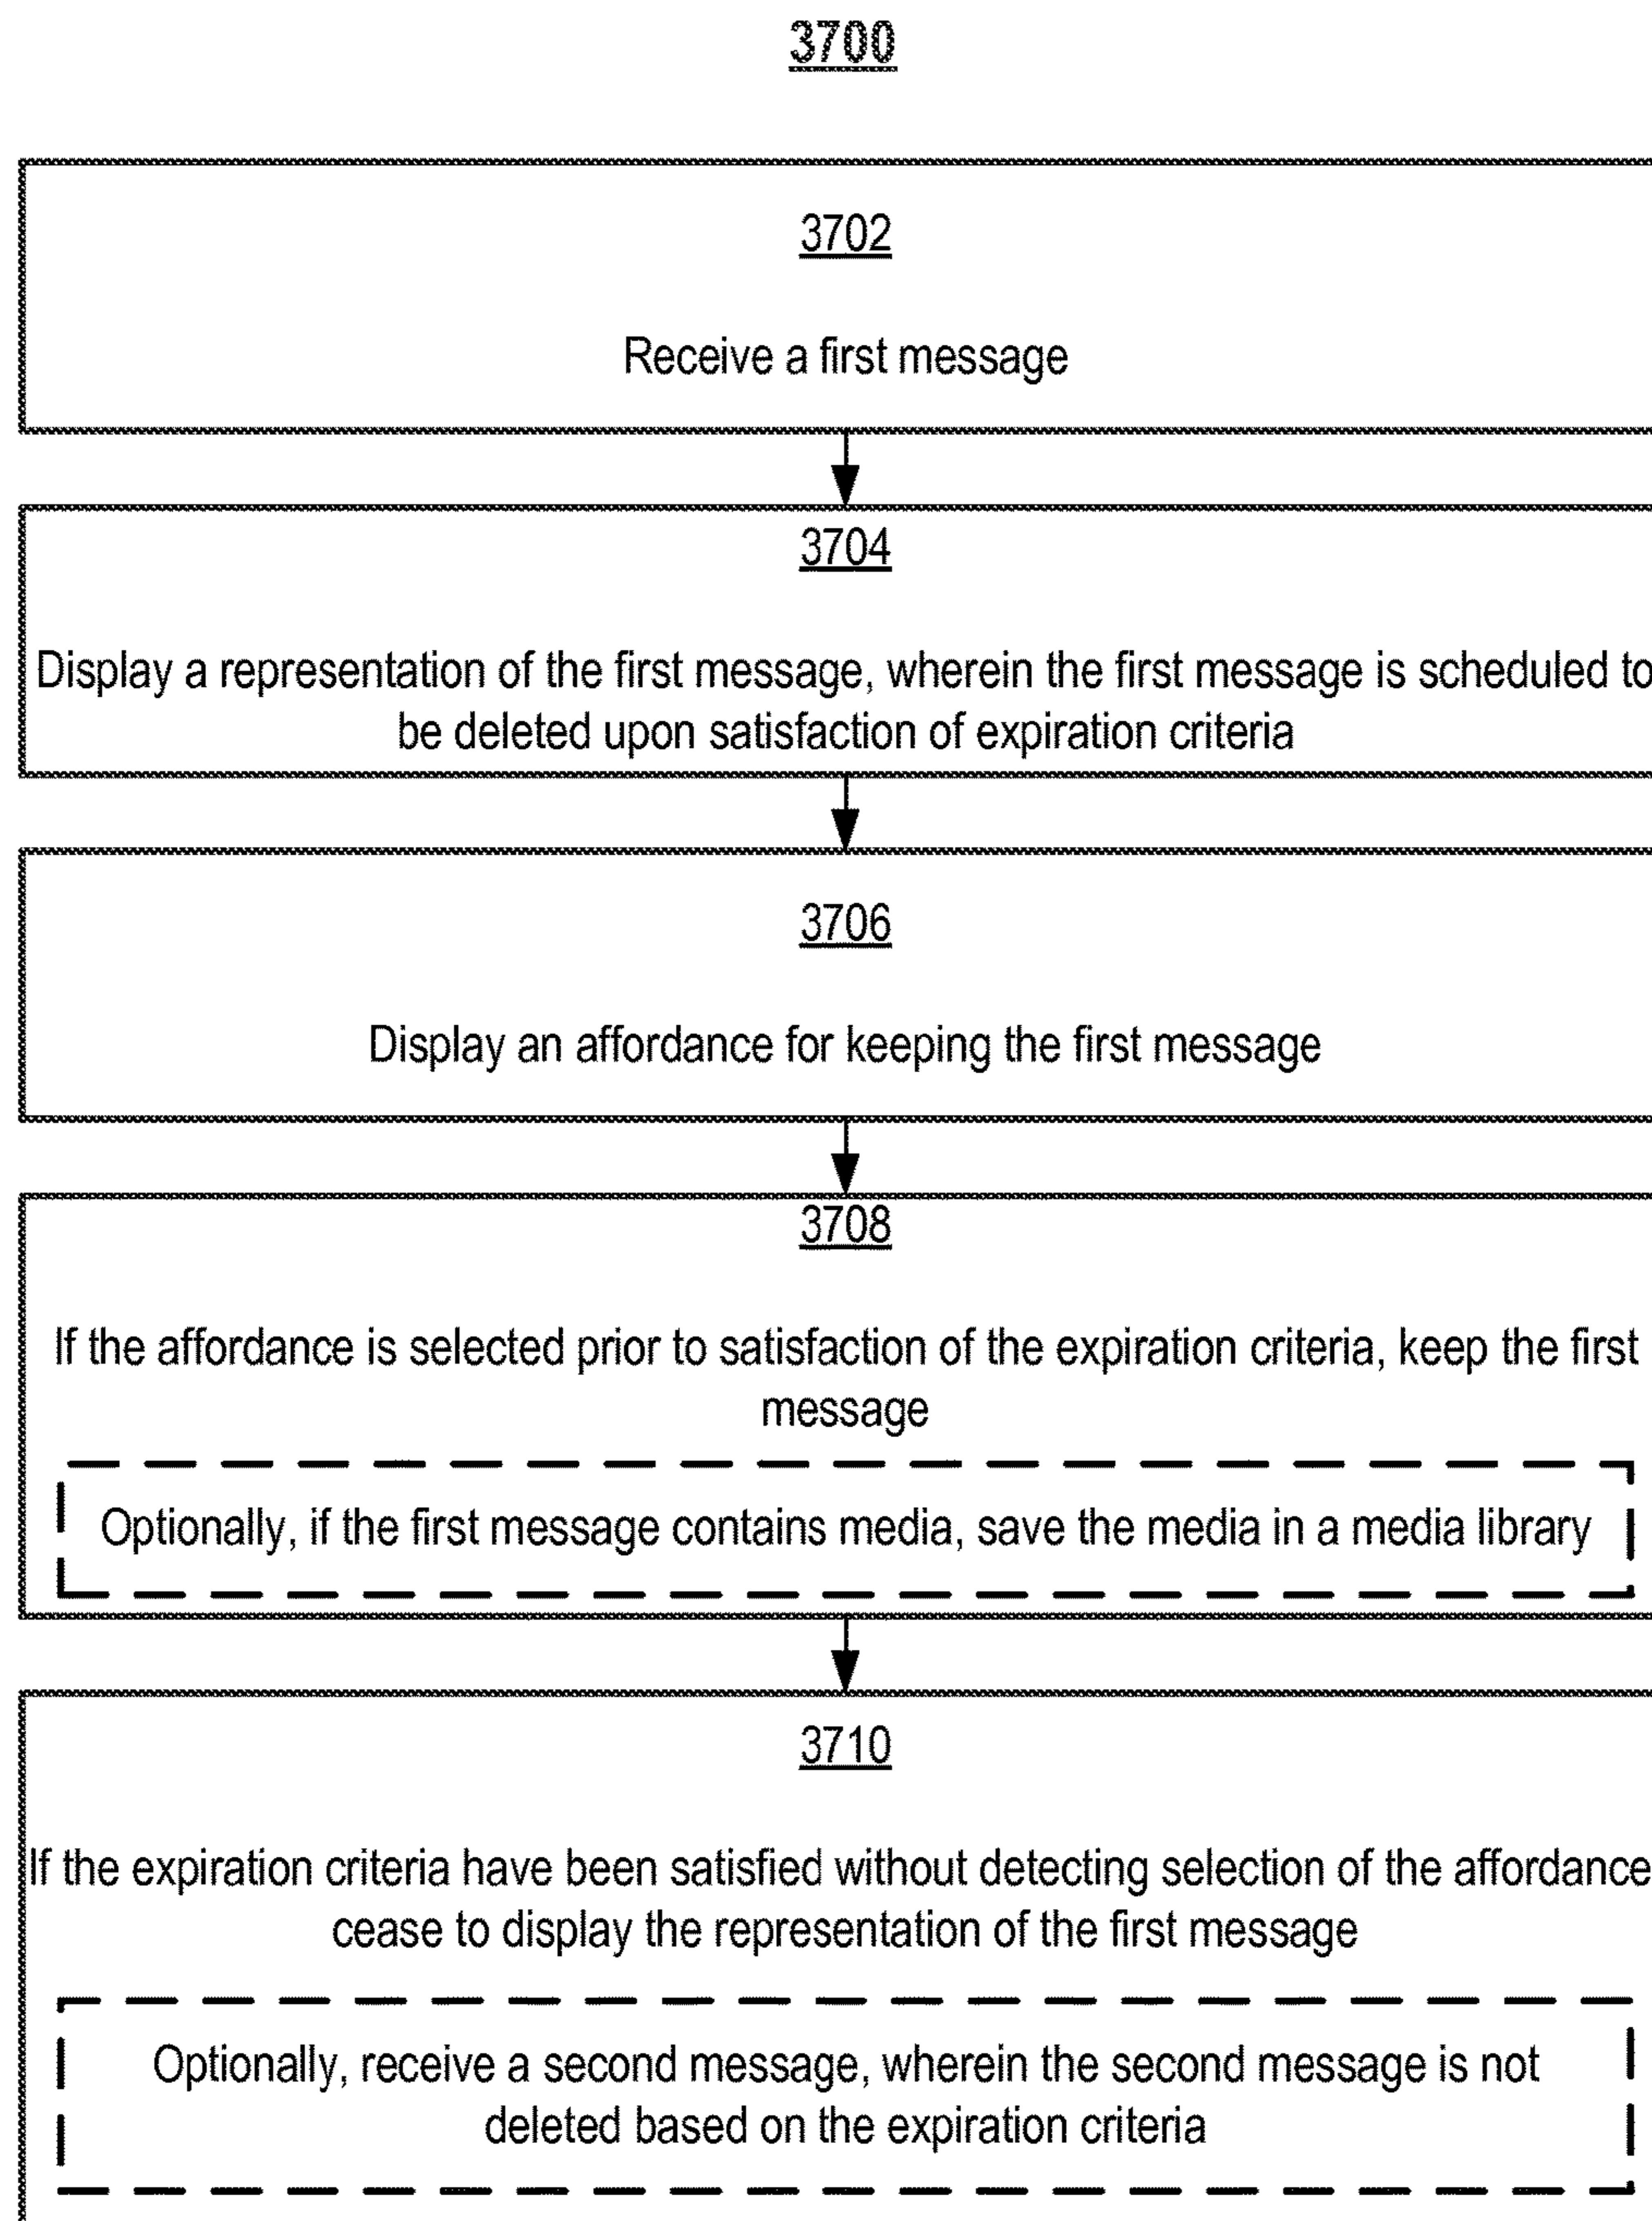 3700
3702
Receive a first message
3704
Display a representation of the first message, wherein the first message is scheduled to
be deleted upon satisfaction of expiration criteria
3706
Display an affordance for keeping the first message
3708
If the affordance is selected prior to satisfaction of the expiration criteria, keep the first
message
Optionally, if the first message contains media, save the media in a media library
3710
If the expiration criteria have been satisfied without detecting selection of the affordance
cease to display the representation of the first message
Optionally, receive a second message, wherein the second message is not
deleted based on the expiration criteria